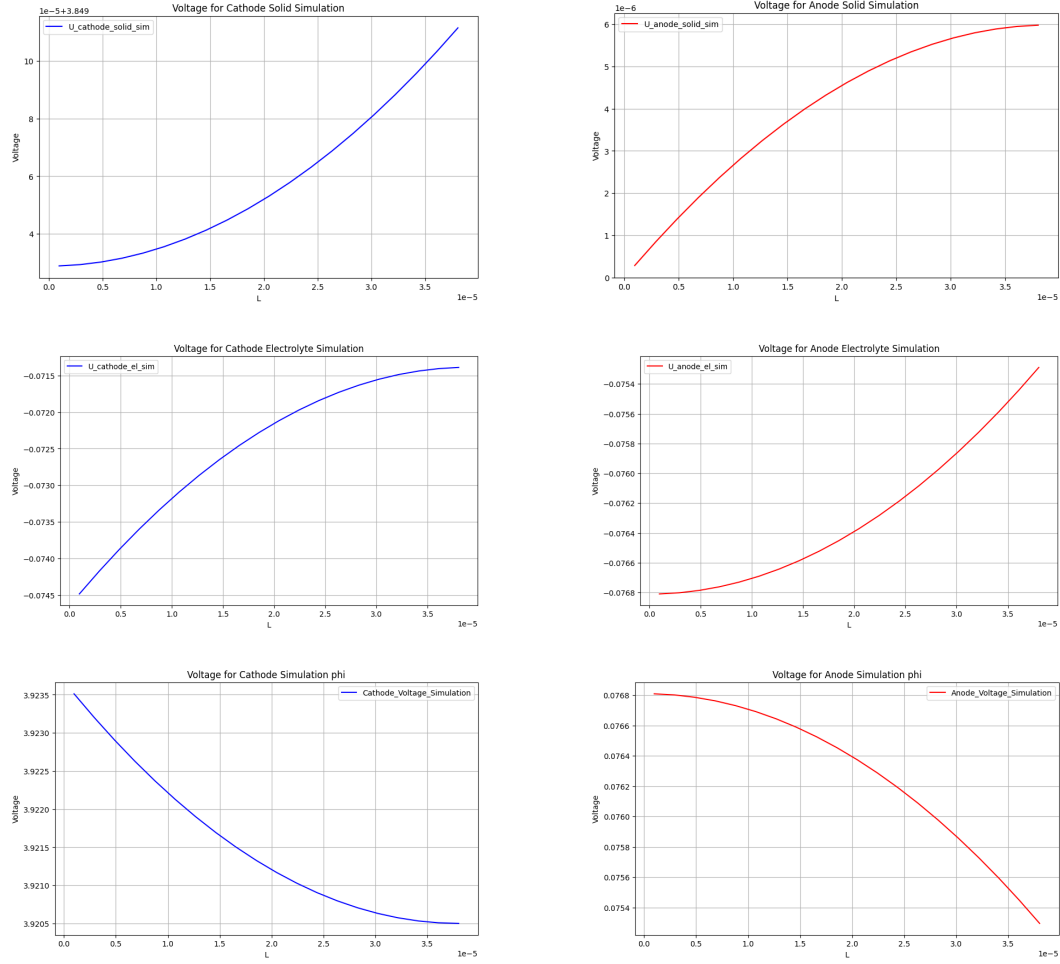 Voltage for Cathode Solid Simulation
1e-5+3.849
U_cathode_solid_sim
10
8
6
4
Voltage
0.0 0.5 1.0 1.5 2.0 2.5 3.0 3.5
1e-5
L
Voltage for Anode Solid Simulation
1e-6
U_anode_solid_sim
6
5
4
3
2
1
0
Voltage
0.0 0.5 1.0 1.5 2.0 2.5 3.0 3.5
1e-5
L
Voltage for Cathode Electrolyte Simulation
U_cathode_el_sim
−0.0715
−0.0720
−0.0725
−0.0730
−0.0735
−0.0740
−0.0745
Voltage
0.0 0.5 1.0 1.5 2.0 2.5 3.0 3.5
1e-5
L
Voltage for Anode Electrolyte Simulation
U_anode_el_sim
−0.0754
−0.0756
−0.0758
−0.0760
−0.0762
−0.0764
−0.0766
−0.0768
Voltage
0.0 0.5 1.0 1.5 2.0 2.5 3.0 3.5
1e-5
L
Voltage for Cathode Simulation phi
Cathode_Voltage_Simulation
3.9235
3.9230
3.9225
3.9220
3.9215
3.9210
3.9205
Voltage
0.0 0.5 1.0 1.5 2.0 2.5 3.0 3.5
1e-5
L
Voltage for Anode Simulation phi
Anode_Voltage_Simulation
0.0768
0.0766
0.0764
0.0762
0.0760
0.0758
0.0756
0.0754
Voltage
0.0 0.5 1.0 1.5 2.0 2.5 3.0 3.5
1e-5
L